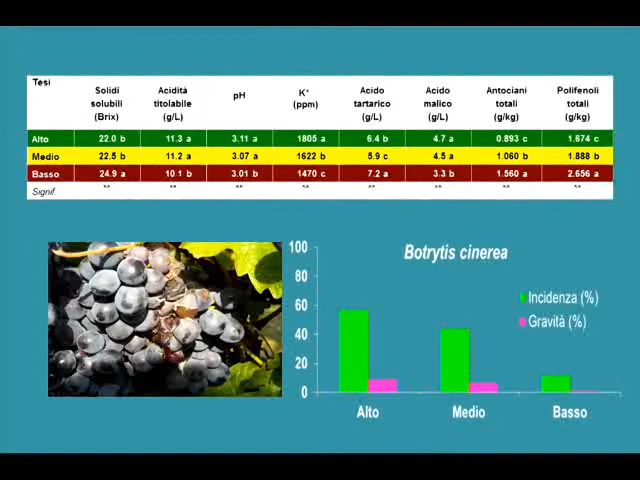 Tesi
Solidi solubili (Brix) Acidità titolabile (g/L) pH K⁺ (ppm) Acido tartarico (g/L) Acido malico (g/L) Antociani totali (g/kg) Polifenoli totali (g/kg)
Alto 22.0 b 11.3 a 3.11 a 1805 a 6.4 b 4.7 a 0.893 c 1.674 c
Medio 22.5 b 11.2 a 3.07 a 1622 b 5.9 c 4.5 a 1.060 b 1.888 b
Basso 24.9 a 10.1 b 3.01 b 1470 c 7.2 a 3.3 b 1.560 a 2.656 a
Signif. ** ** ** ** ** ** ** **
Botrytis cinerea
Incidenza (%)
Gravità (%)
100
80
60
40
20
0
Alto Medio Basso